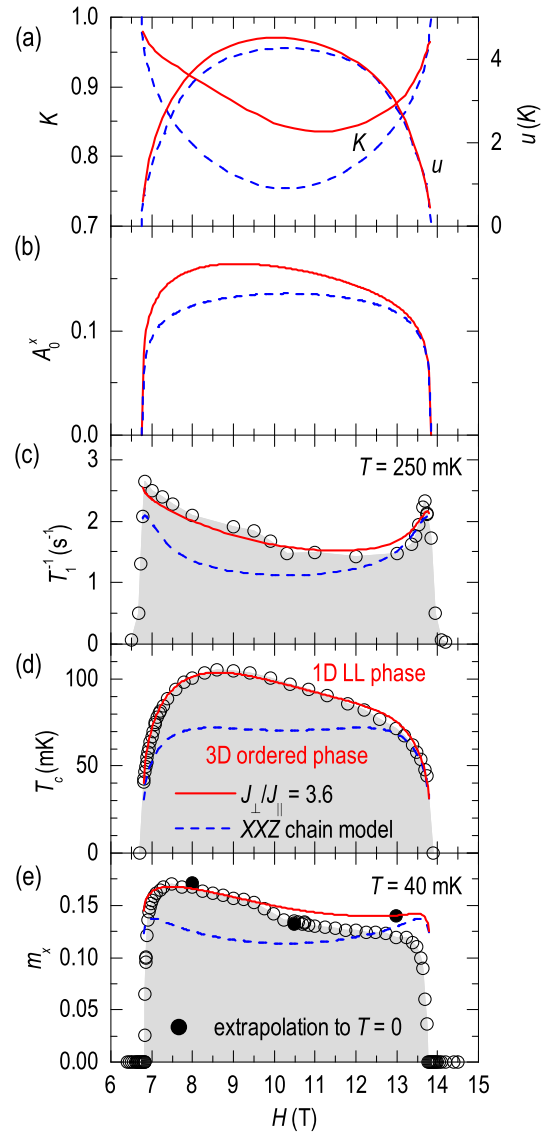 (a)
1.0
0.9
0.8
0.7
K
4
2
0
u (K)
K
u
(b)
0.1
0.0
A₀ˣ
(c)
T = 250 mK
3
2
1
0
T₁⁻¹ (s⁻¹)
(d)
1D LL phase
100
50
0
T_c (mK)
3D ordered phase
J⊥/J∥ = 3.6
XXZ chain model
(e)
T = 40 mK
0.15
0.10
0.05
0.00
m_x
extrapolation to T = 0
6 7 8 9 10 11 12 13 14 15
H (T)